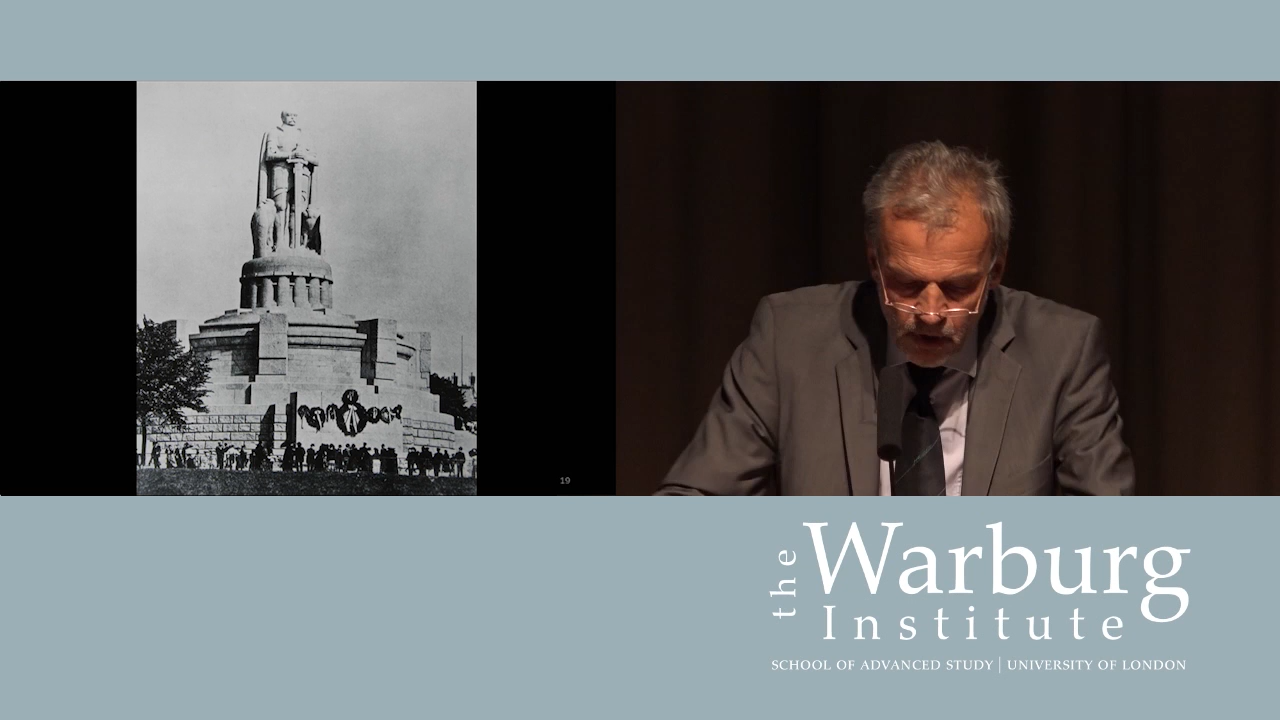 19
the Warburg
Institute
SCHOOL OF ADVANCED STUDY | UNIVERSITY OF LONDON